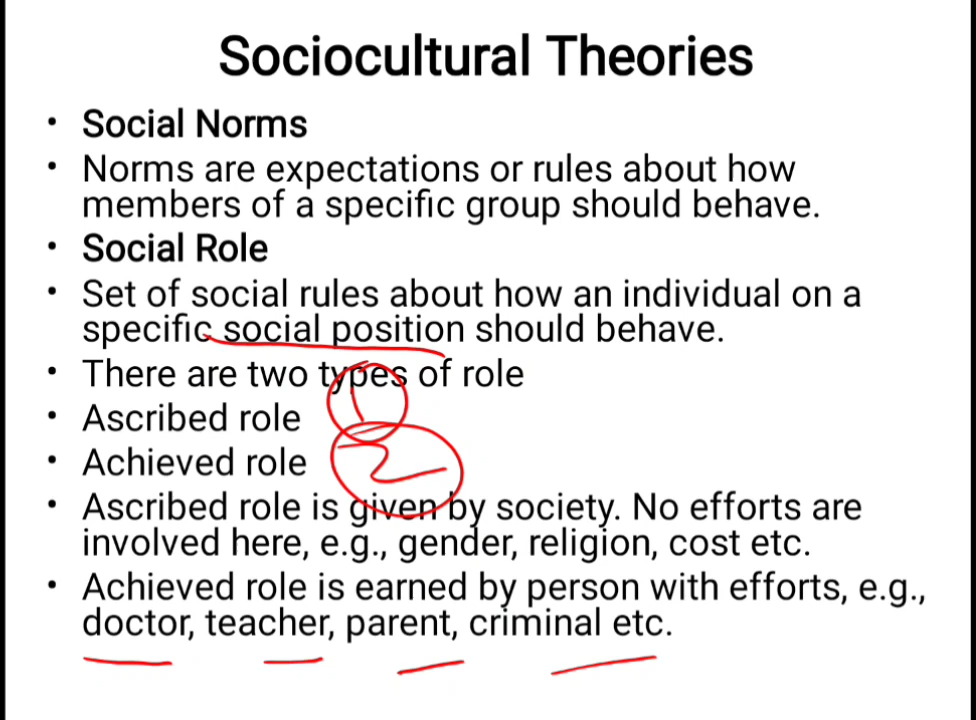 Sociocultural Theories
• Social Norms
• Norms are expectations or rules about how
members of a specific group should behave.
• Social Role
• Set of social rules about how an individual on a
specific social position should behave.
• There are two types of role
• Ascribed role 1
• Achieved role 2
• Ascribed role is given by society. No efforts are
involved here, e.g., gender, religion, cost etc.
• Achieved role is earned by person with efforts, e.g.,
doctor, teacher, parent, criminal etc.